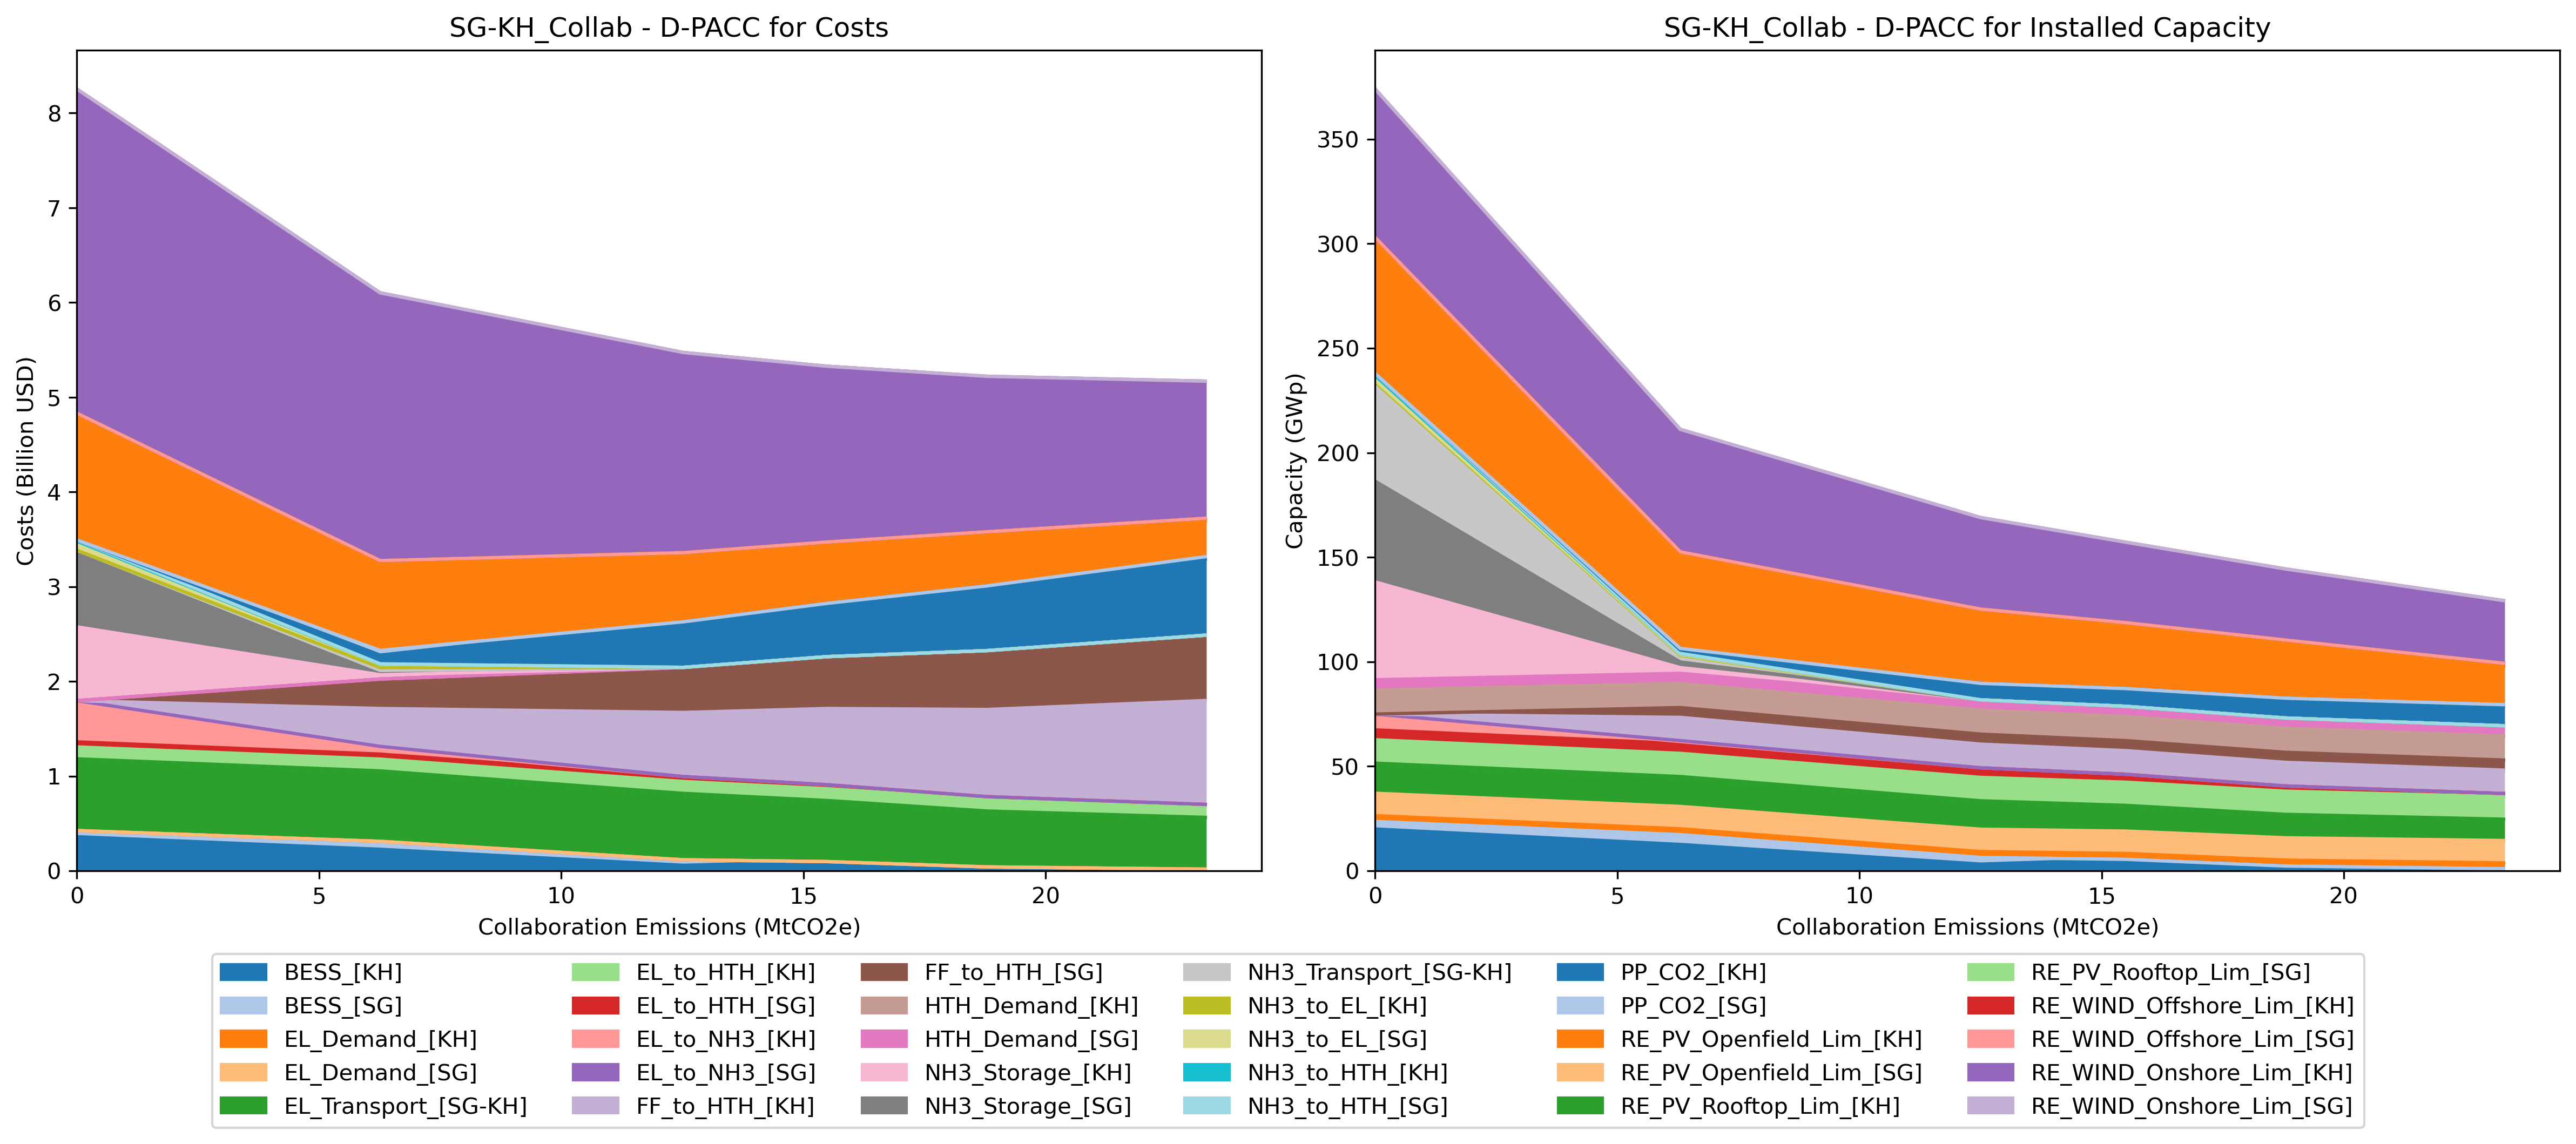 SG-KH_Collab - D-PACC for Costs
Costs (Billion USD)
8
7
6
5
4
3
2
1
0
0 5 10 15 20
Collaboration Emissions (MtCO2e)
SG-KH_Collab - D-PACC for Installed Capacity
Capacity (GWp)
350
300
250
200
150
100
50
0
0 5 10 15 20
Collaboration Emissions (MtCO2e)
BESS_[KH]
BESS_[SG]
EL_Demand_[KH]
EL_Demand_[SG]
EL_Transport_[SG-KH]
EL_to_HTH_[KH]
EL_to_HTH_[SG]
EL_to_NH3_[KH]
EL_to_NH3_[SG]
FF_to_HTH_[KH]
FF_to_HTH_[SG]
HTH_Demand_[KH]
HTH_Demand_[SG]
NH3_Storage_[KH]
NH3_Storage_[SG]
NH3_Transport_[SG-KH]
NH3_to_EL_[KH]
NH3_to_EL_[SG]
NH3_to_HTH_[KH]
NH3_to_HTH_[SG]
PP_CO2_[KH]
PP_CO2_[SG]
RE_PV_Openfield_Lim_[KH]
RE_PV_Openfield_Lim_[SG]
RE_PV_Rooftop_Lim_[KH]
RE_PV_Rooftop_Lim_[SG]
RE_WIND_Offshore_Lim_[KH]
RE_WIND_Offshore_Lim_[SG]
RE_WIND_Onshore_Lim_[KH]
RE_WIND_Onshore_Lim_[SG]